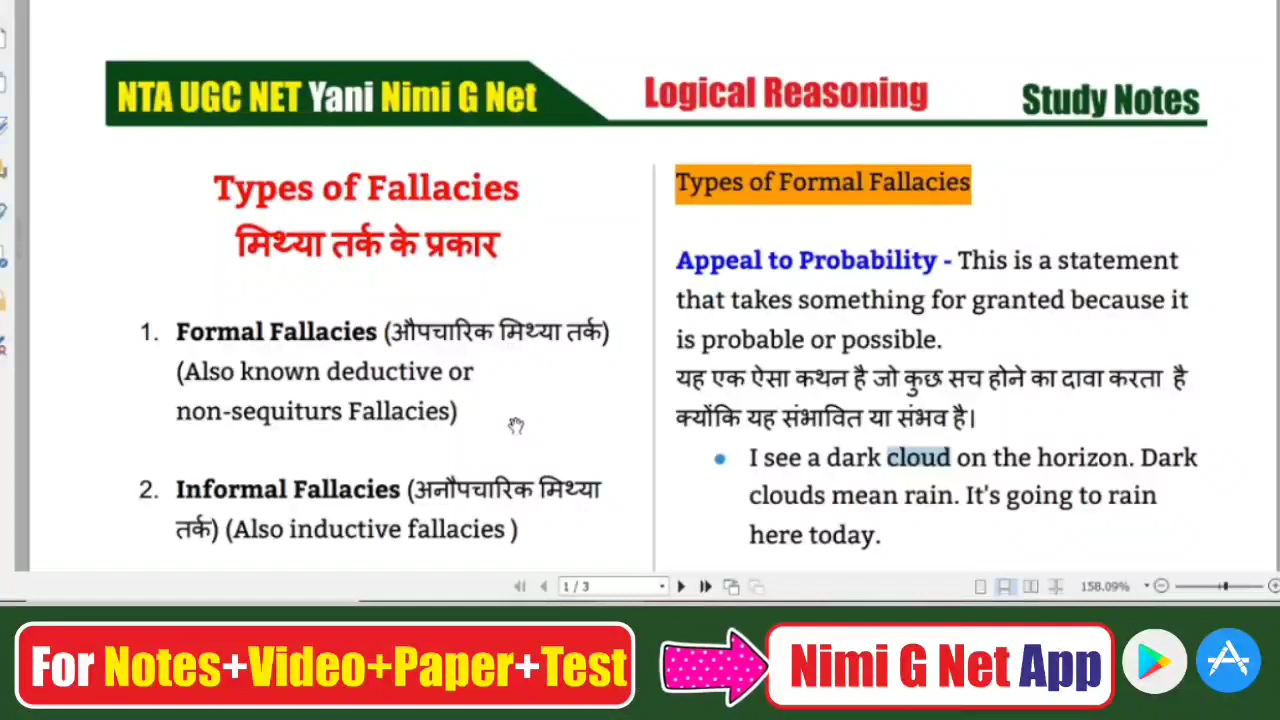 NTA UGC NET Yani Nimi G Net
Logical Reasoning
Study Notes
Types of Fallacies
मिथ्या तर्क के प्रकार
1. Formal Fallacies (औपचारिक मिथ्या तर्क)
(Also known deductive or
non-sequiturs Fallacies)
2. Informal Fallacies (अनौपचारिक मिथ्या
तर्क) (Also inductive fallacies )
Types of Formal Fallacies
Appeal to Probability - This is a statement
that takes something for granted because it
is probable or possible.
यह एक ऐसा कथन है जो कुछ सच होने का दावा करता है
क्योंकि यह संभावित या संभव है।
• I see a dark cloud on the horizon. Dark
clouds mean rain. It's going to rain
here today.
1 / 3
158.09%
For Notes+Video+Paper+Test
Nimi G Net App